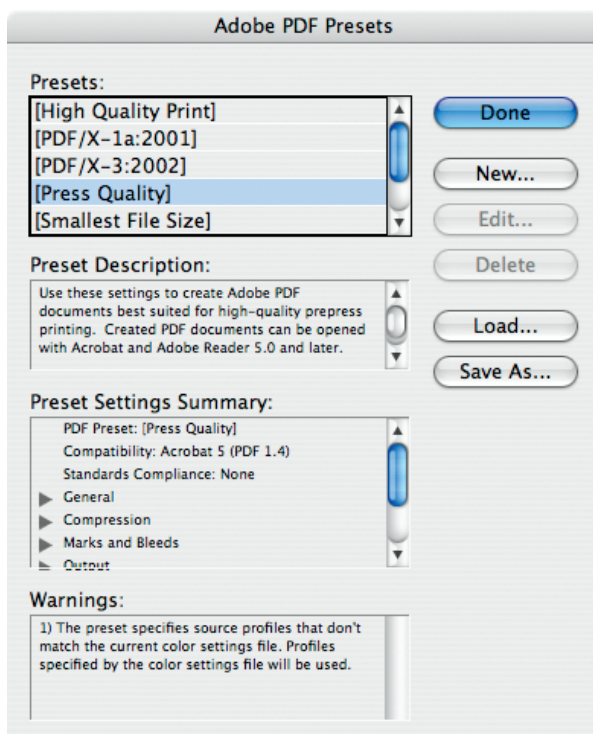 Adobe PDF Presets
Presets:
[High Quality Print]
[PDF/X-1a:2001]
[PDF/X-3:2002]
[Press Quality]
[Smallest File Size]
Done
New...
Edit...
Delete
Load...
Save As...
Preset Description:
Use these settings to create Adobe PDF
documents best suited for high-quality prepress
printing.  Created PDF documents can be opened
with Acrobat and Adobe Reader 5.0 and later.
Preset Settings Summary:
PDF Preset: [Press Quality]
Compatibility: Acrobat 5 (PDF 1.4)
Standards Compliance: None
General
Compression
Marks and Bleeds
Output
Warnings:
1) The preset specifies source profiles that don't
match the current color settings file. Profiles
specified by the color settings file will be used.